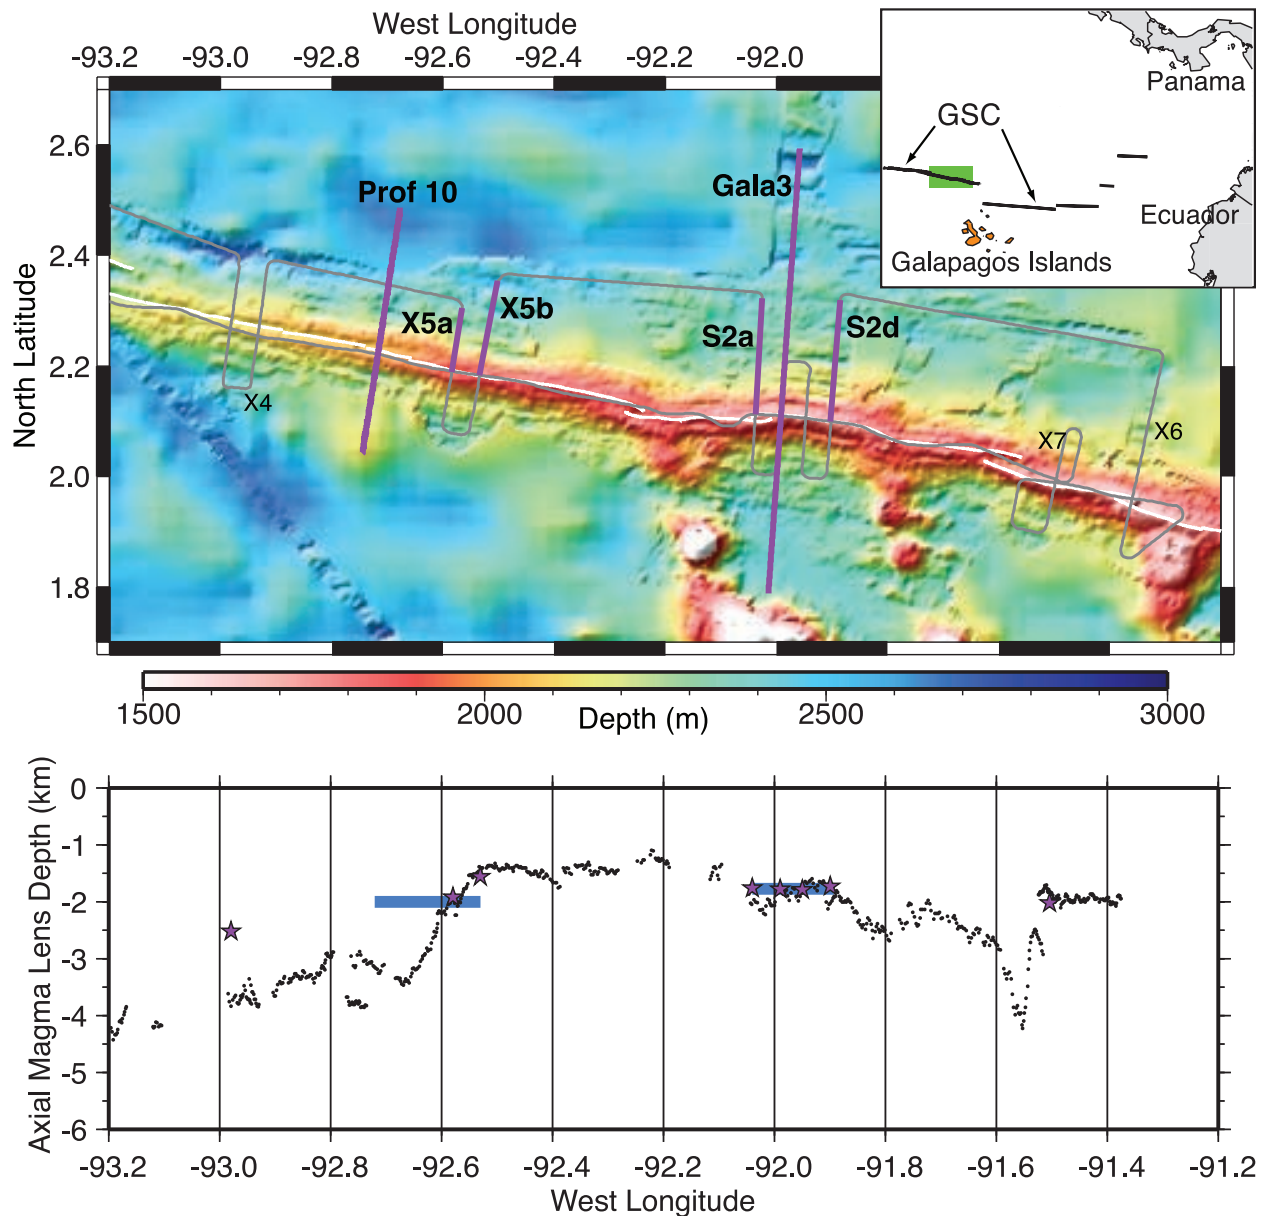 West Longitude
-93.2 -93.0 -92.8 -92.6 -92.4 -92.2 -92.0
Panama
GSC
Ecuador
Galapagos Islands
North Latitude
2.6
2.4
2.2
2.0
1.8
Prof 10
Gala3
X5a
X5b
S2a
S2d
X4
X7
X6
1500 2000 2500 3000
Depth (m)
Axial Magma Lens Depth (km)
0
-1
-2
-3
-4
-5
-6
-93.2 -93.0 -92.8 -92.6 -92.4 -92.2 -92.0 -91.8 -91.6 -91.4 -91.2
West Longitude